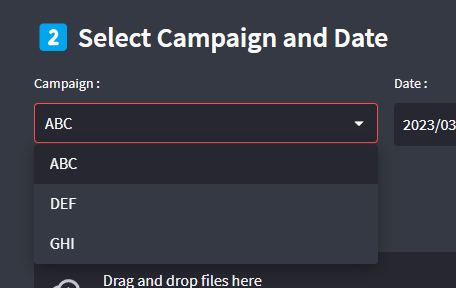 2 Select Campaign and Date
Campaign :
Date :
ABC
2023/03
ABC
DEF
GHI
Drag and drop files here